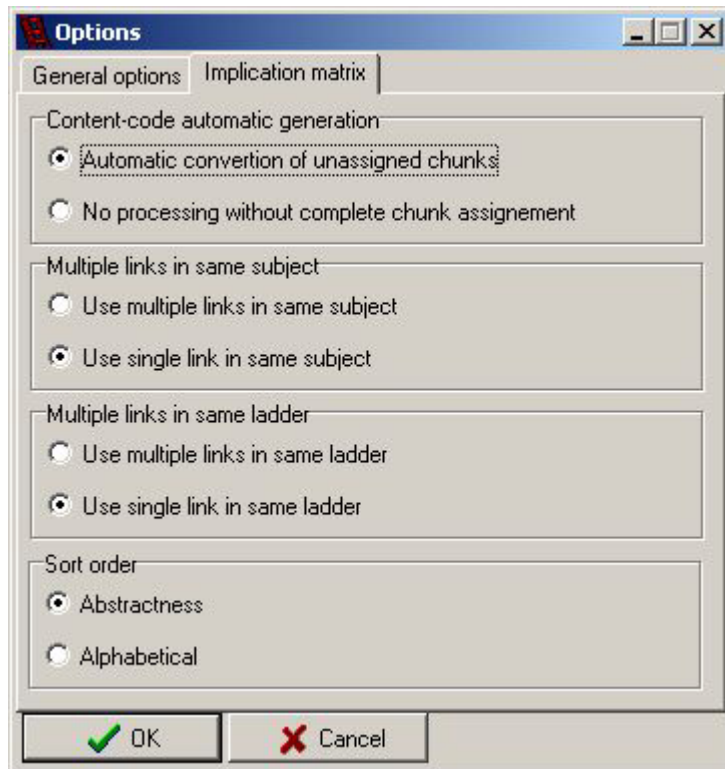 Options
General options
Implication matrix
Content-code automatic generation
Automatic convertion of unassigned chunks
No processing without complete chunk assignement
Multiple links in same subject
Use multiple links in same subject
Use single link in same subject
Multiple links in same ladder
Use multiple links in same ladder
Use single link in same ladder
Sort order
Abstractness
Alphabetical
OK
Cancel